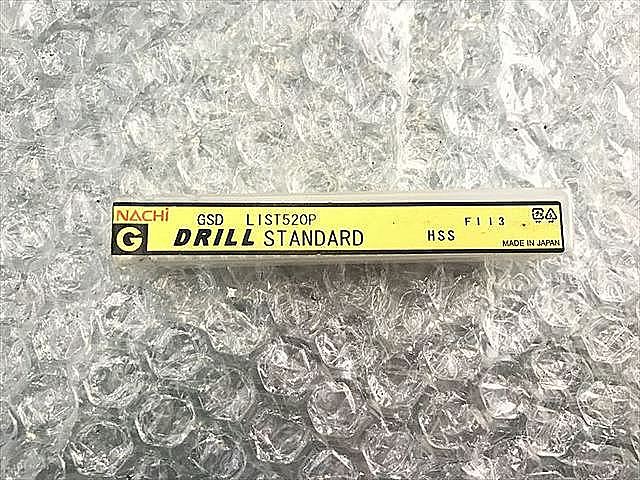 NACHi GSD LIST520P F113
G DRILL STANDARD HSS MADE IN JAPAN